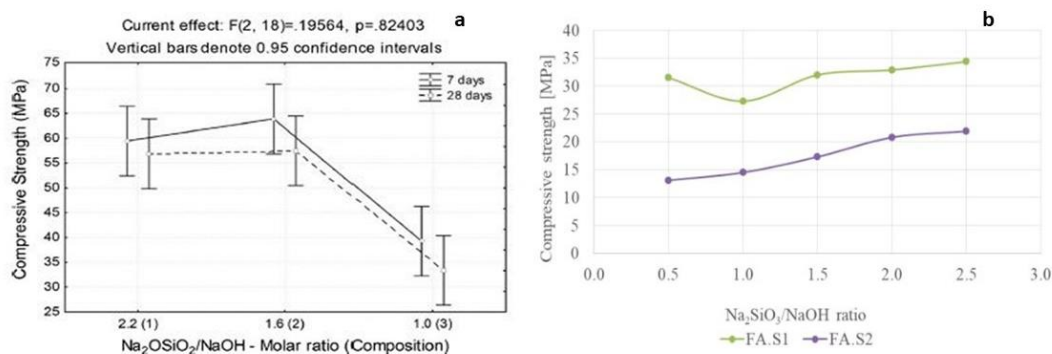 Current effect: F(2, 18)=.19564, p=.82403
Vertical bars denote 0.95 confidence intervals
a
75
70
65
60
55
50
45
40
35
30
25
Compressive Strength (MPa)
7 days
28 days
2.2 (1) 1.6 (2) 1.0 (3)
Na₂OSiO₂/NaOH - Molar ratio (Composition)
b
40
35
30
25
20
15
10
5
0
Compressive strength [MPa]
0.0 0.5 1.0 1.5 2.0 2.5 3.0
Na₂SiO₃/NaOH ratio
FA.S1 FA.S2